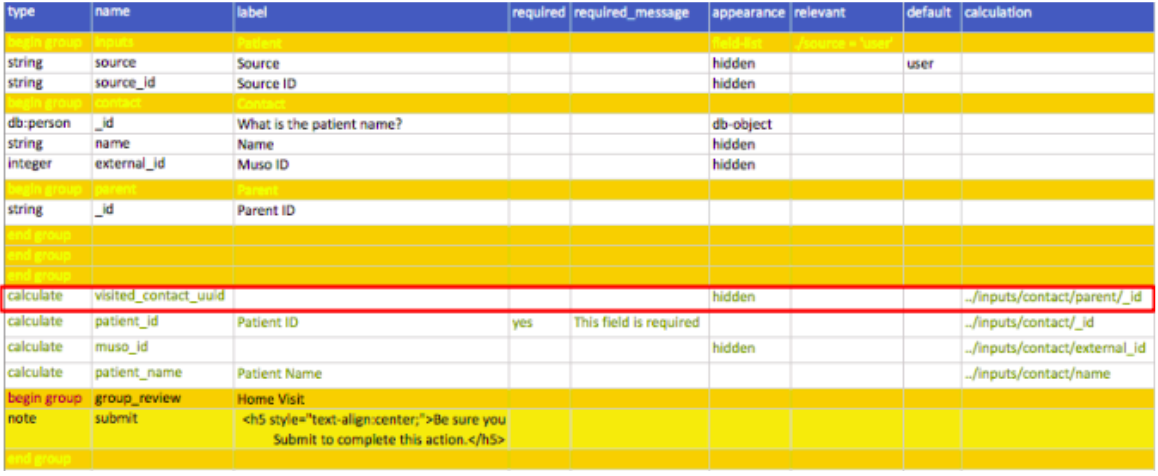 type name label required required_message appearance relevant default calculation
begin group inputs Patient field-list ./source = 'user'
string source Source hidden user
string source_id Source ID hidden
begin group contact Contact
db:person _id What is the patient name? db-object
string name Name hidden
integer external_id Muso ID hidden
begin group parent Parent
string _id Parent ID
end group
end group
end group
calculate visited_contact_uuid hidden ../inputs/contact/parent/_id
calculate patient_id Patient ID yes This field is required ../inputs/contact/_id
calculate muso_id hidden ../inputs/contact/external_id
calculate patient_name Patient Name ../inputs/contact/name
begin group group_review Home Visit
note submit <h5 style="text-align:center;">Be sure you
Submit to complete this action.</h5>
end group